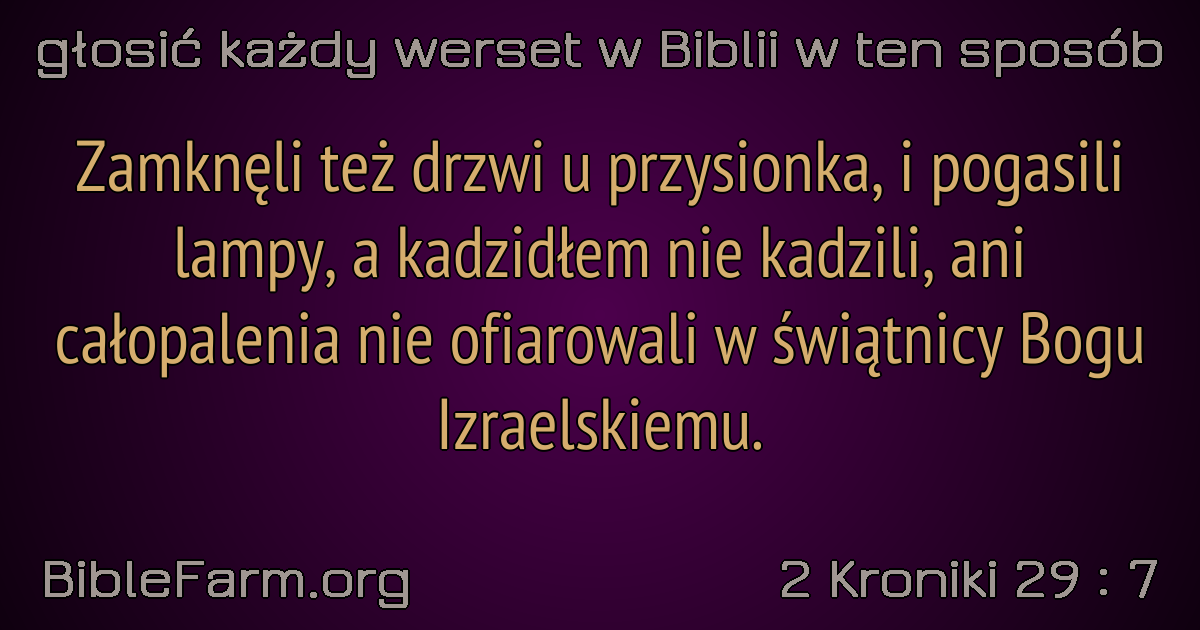 głosić każdy werset w Biblii w ten sposób
Zamknęli też drzwi u przysionka, i pogasili
lampy, a kadzidłem nie kadzili, ani
całopalenia nie ofiarowali w świątnicy Bogu
Izraelskiemu.
BibleFarm.org
2 Kroniki 29 : 7